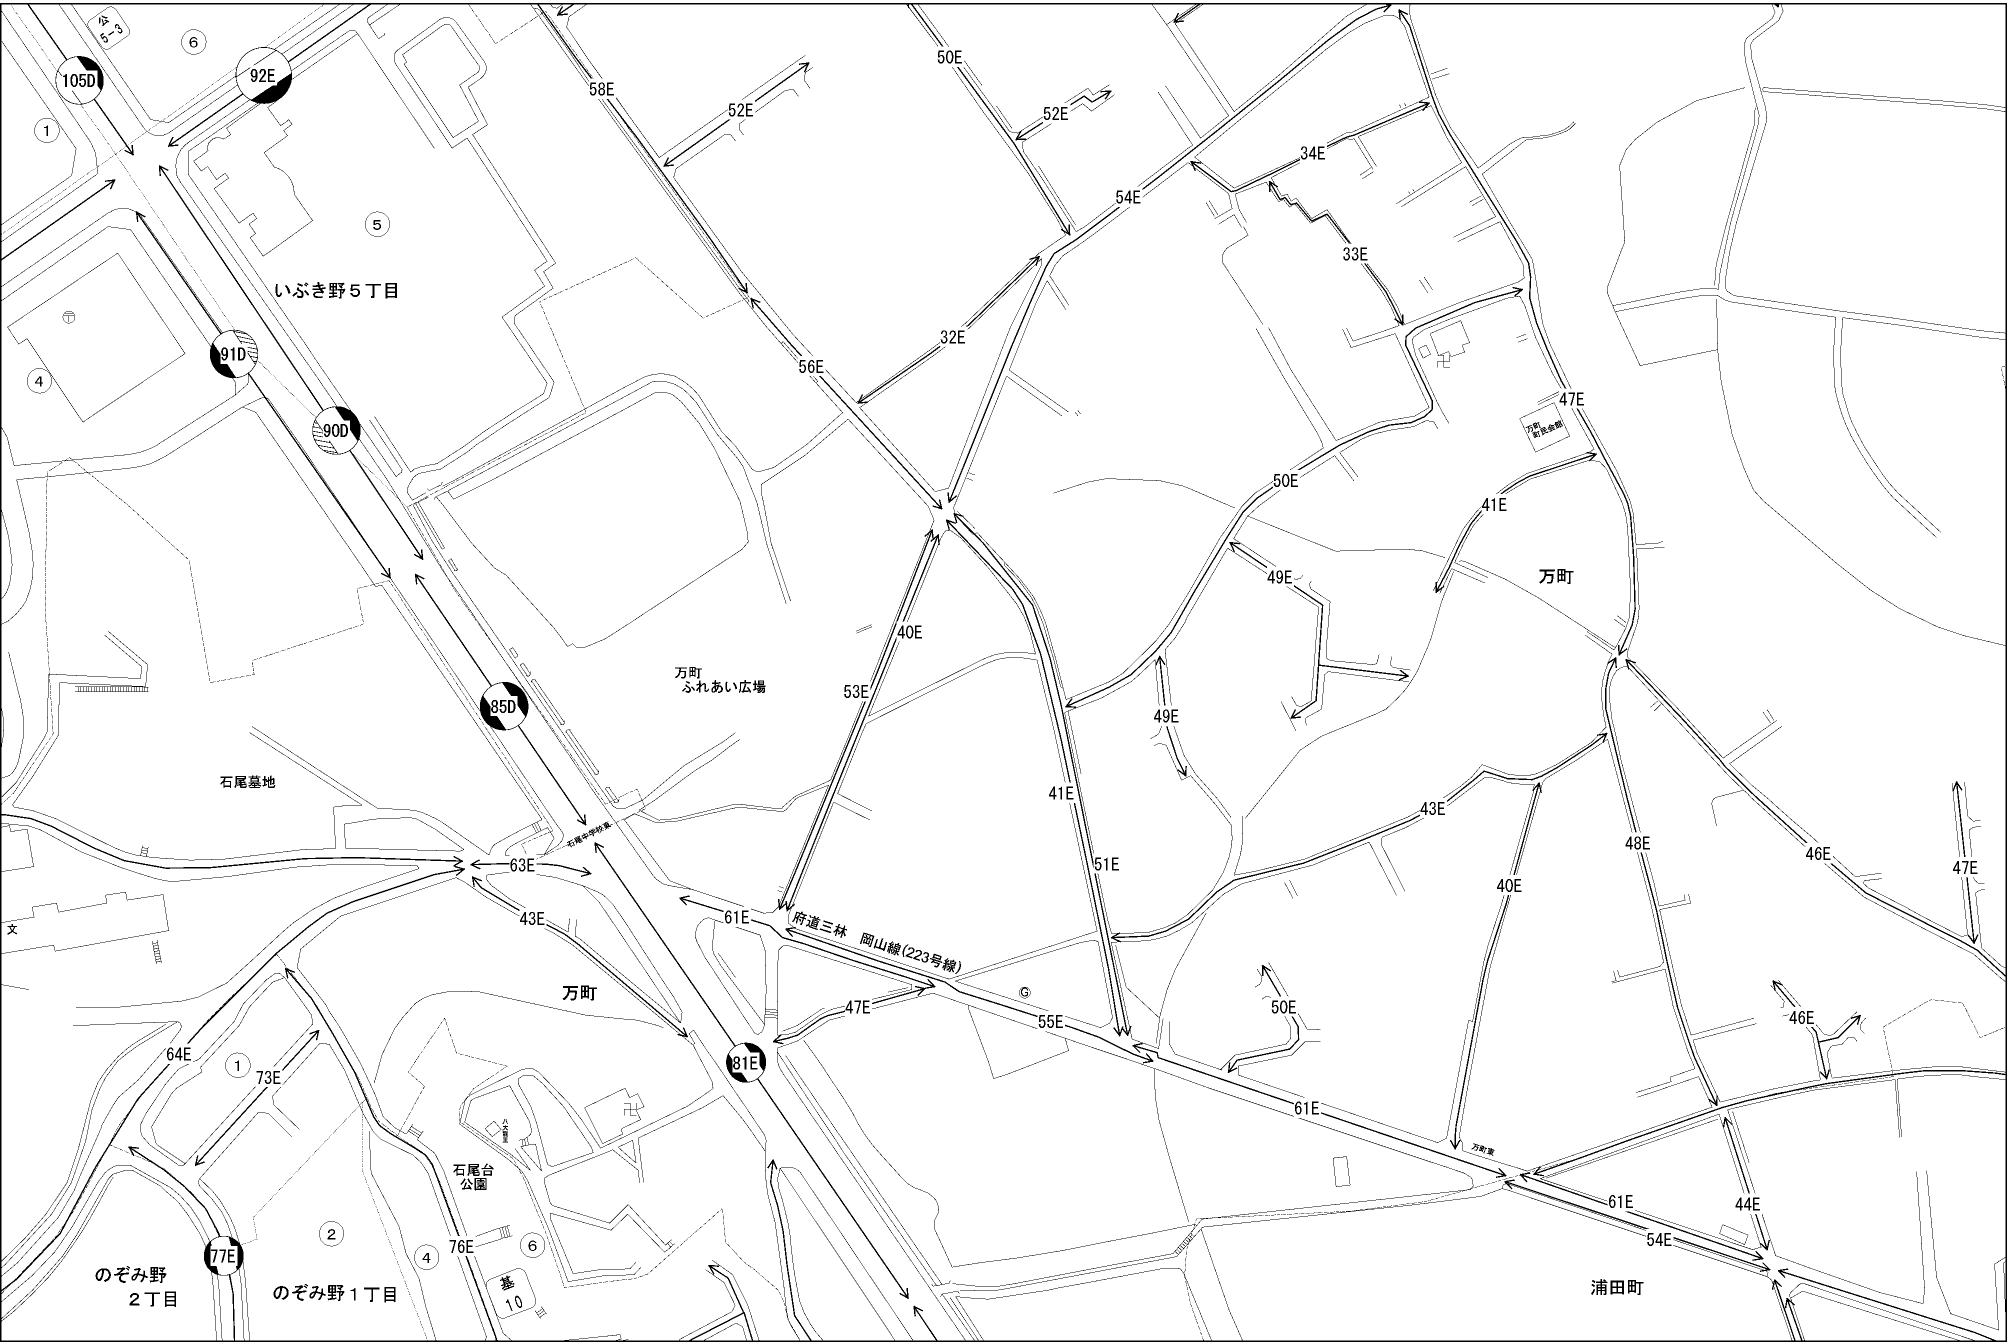 公
5-3
6
105D
92E
1
58E
50E
52E
52E
34E
54E
5
33E
いぶき野5丁目
〒
32E
91D
56E
4
47E
90D
万町
町民会館
50E
41E
49E
万町
40E
万町
ふれあい広場
53E
49E
85D
石尾墓地
41E
43E
石尾中学校東
51E
48E
46E
63E
47E
40E
43E
61E
府道三林 岡山線(223号線)
文
万町
G
47E
50E
55E
46E
64E
81E
1
73E
61E
八大龍王
万町東
石尾台
公園
61E
44E
2
6
76E
4
54E
77E
のぞみ野
2丁目
のぞみ野1丁目
基
10
浦田町